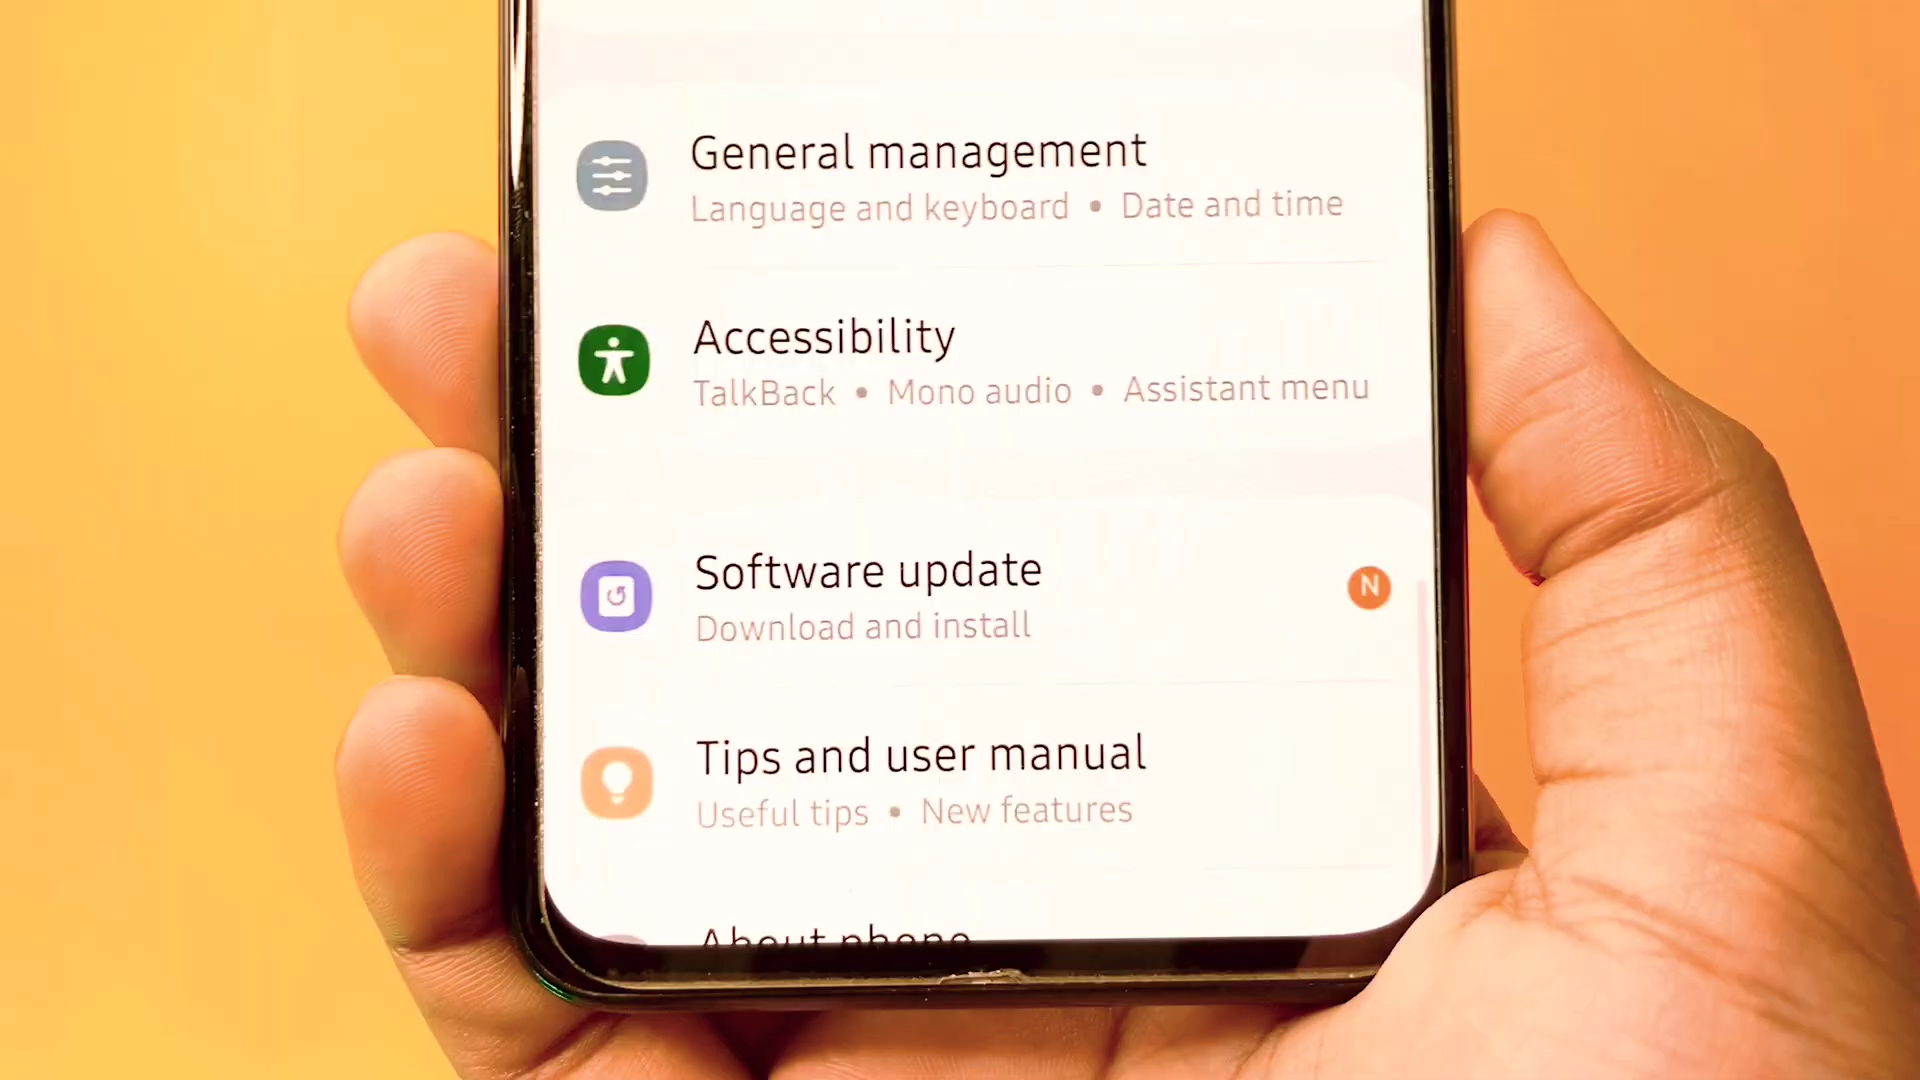 General management
Language and keyboard • Date and time
Accessibility
TalkBack • Mono audio • Assistant menu
Software update
N
Download and install
Tips and user manual
Useful tips • New features
About phone